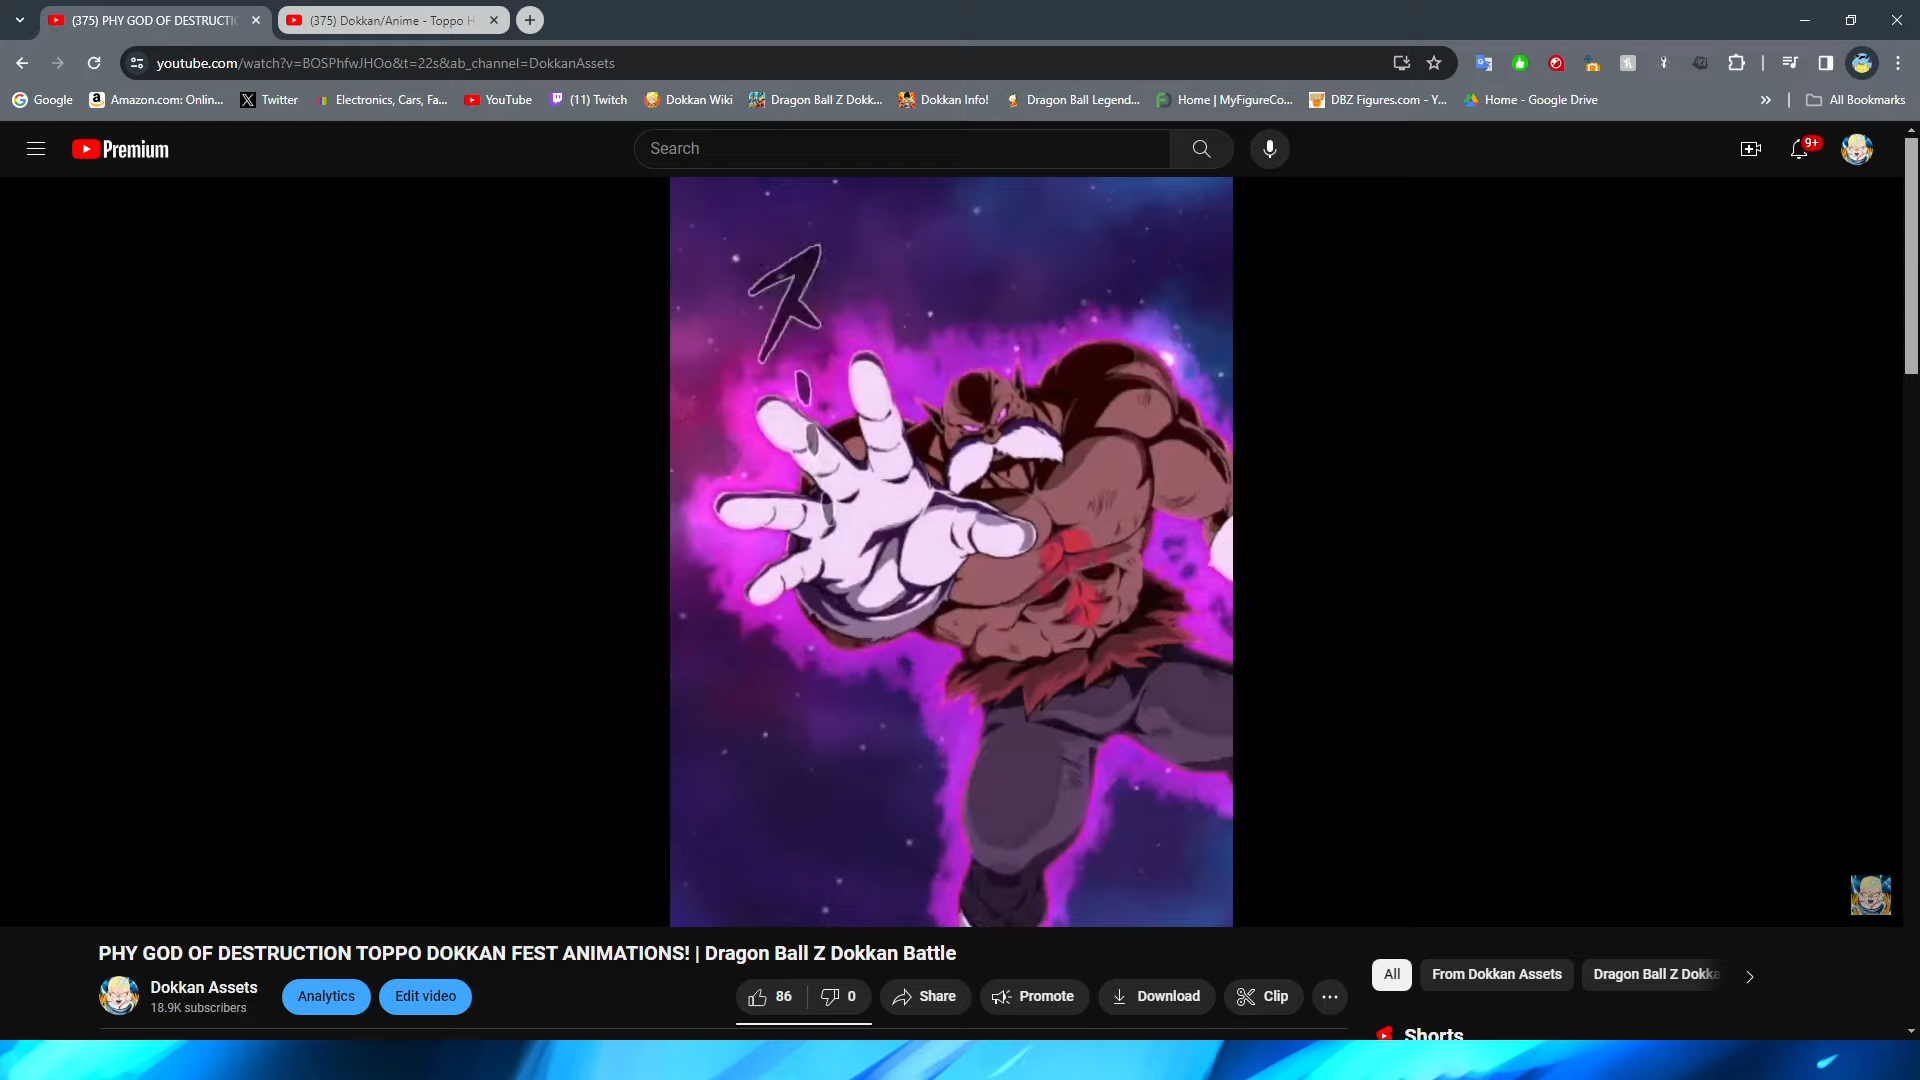 (375) PHY GOD OF DESTRUCTIO
(375) Dokkan/Anime - Toppo H
youtube.com/watch?v=BOSPhfwJHOo&t=22s&ab_channel=DokkanAssets
Google
Amazon.com: Onlin...
Twitter
Electronics, Cars, Fa...
YouTube
(11) Twitch
Dokkan Wiki
Dragon Ball Z Dokk...
Dokkan Info!
Dragon Ball Legend...
Home | MyFigureCo...
DBZ Figures.com - Y...
Home - Google Drive
All Bookmarks
Premium
Search
9+
ズ
PHY GOD OF DESTRUCTION TOPPO DOKKAN FEST ANIMATIONS! | Dragon Ball Z Dokkan Battle
Dokkan Assets
18.9K subscribers
Analytics
Edit video
86
0
Share
Promote
Download
Clip
All
From Dokkan Assets
Dragon Ball Z Dokka
Shorts